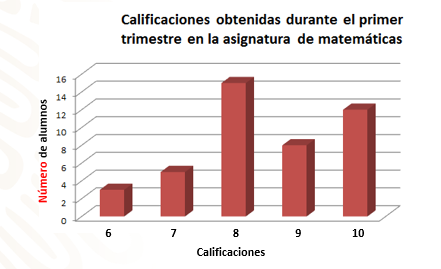 Calificaciones obtenidas durante el primer
trimestre en la asignatura de matemáticas
16
14
12
10
8
6
4
2
0
Número de alumnos
6 7 8 9 10
Calificaciones